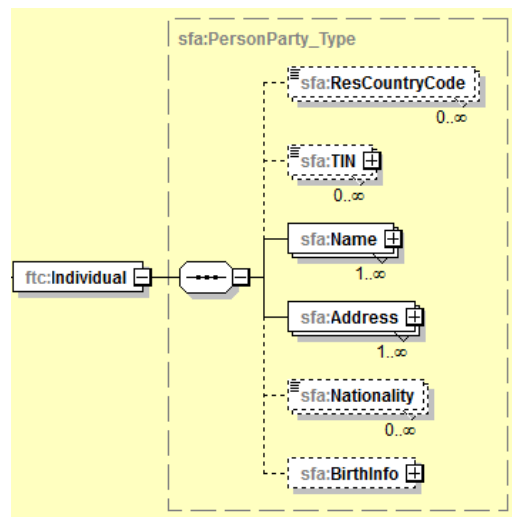 sfa:PersonParty_Type
sfa:ResCountryCode
0..∞
sfa:TIN
0..∞
sfa:Name
1..∞
ftc:Individual
sfa:Address
1..∞
sfa:Nationality
0..∞
sfa:BirthInfo